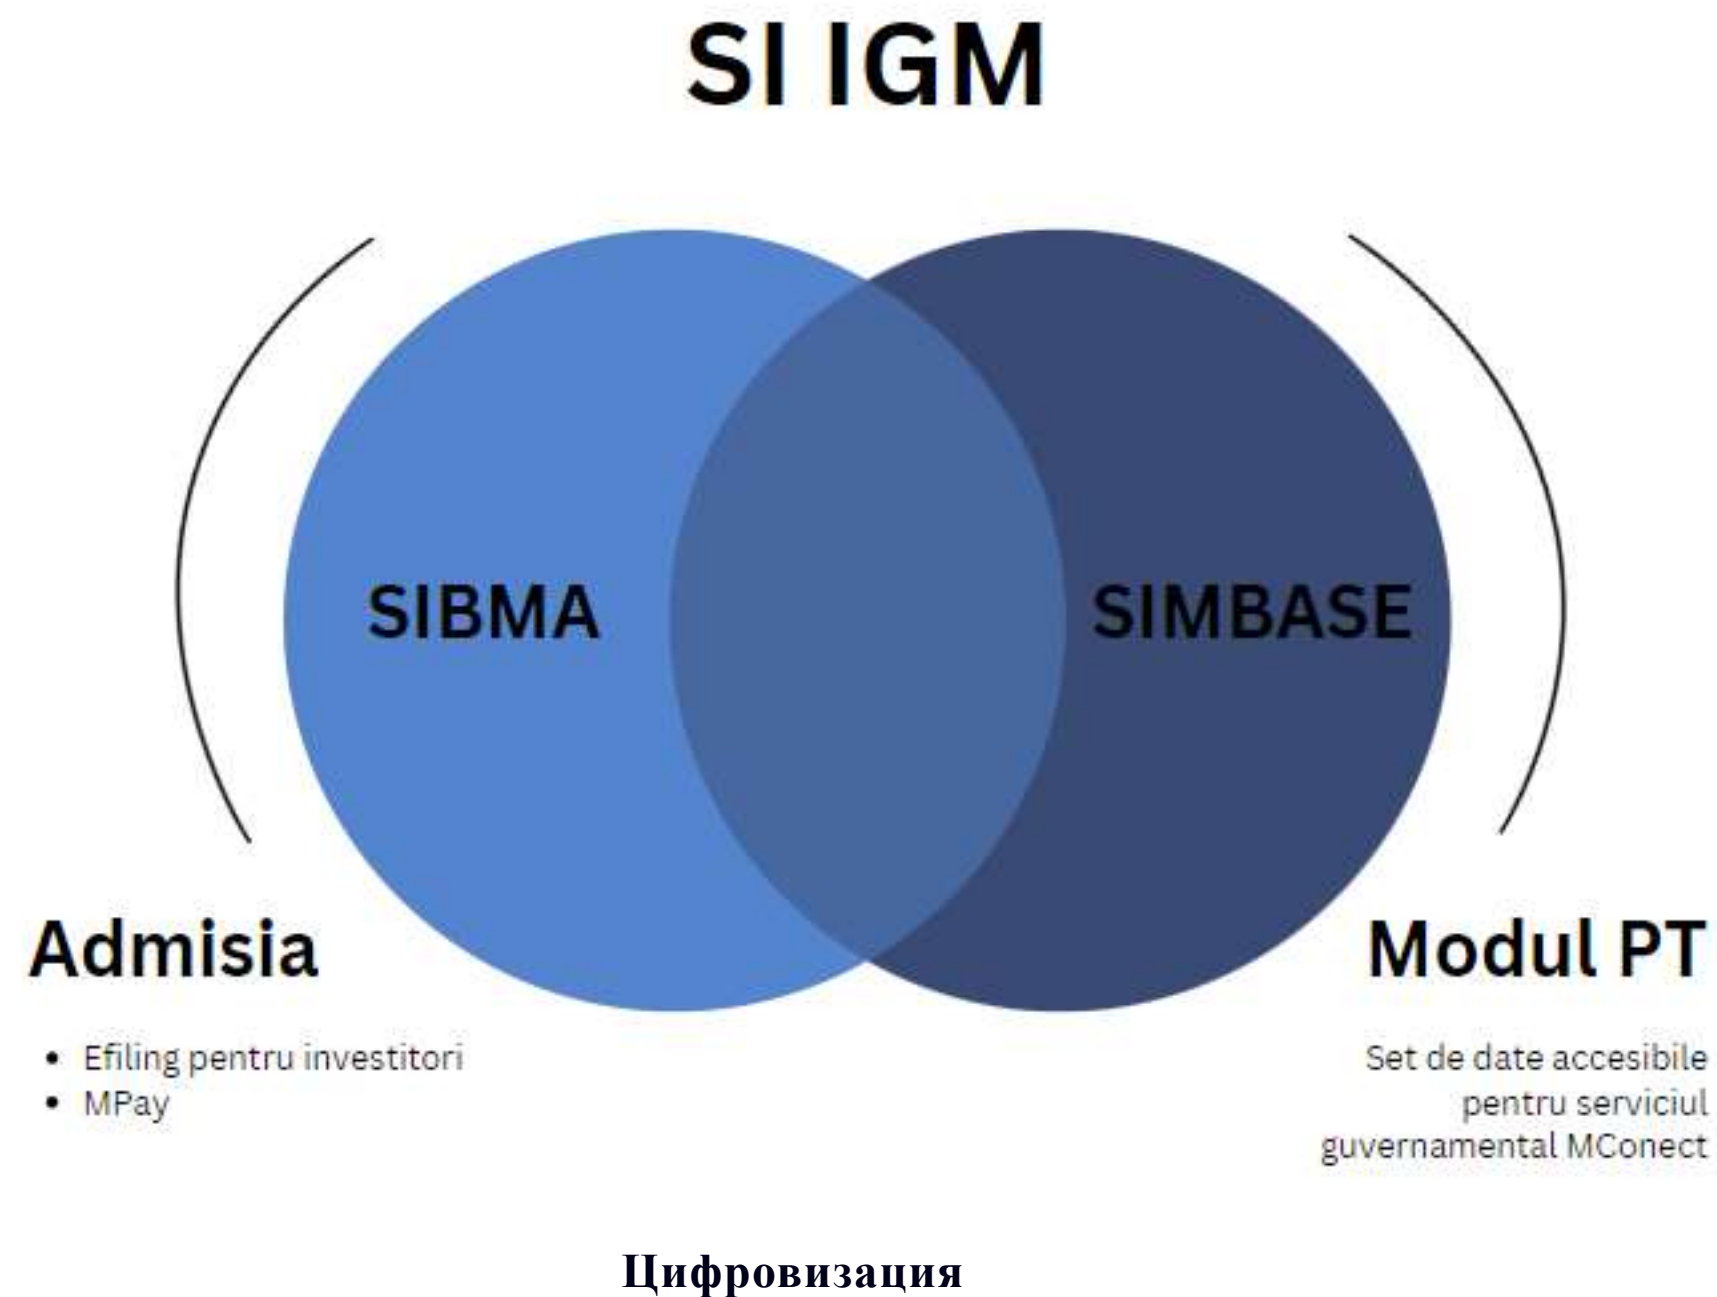 SI IGM
SIBMA
SIMBASE
Admisia
• Efiling pentru investitori
• MPay
Modul PT
Set de date accesibile
pentru serviciul
guvernamental MConect
Цифровизация